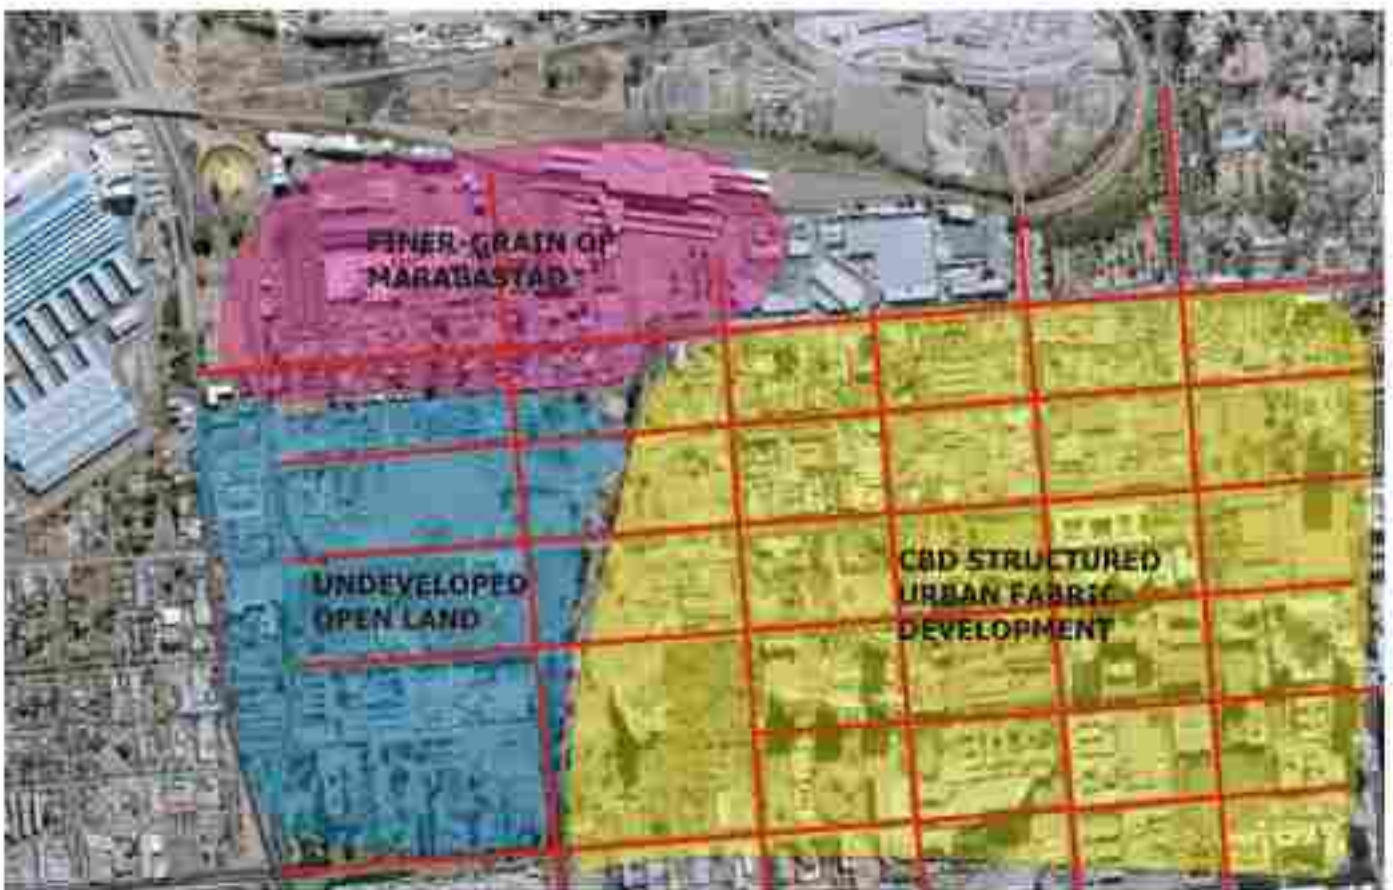 FINER-GRAIN OF
MARABASTAD
UNDEVELOPED
OPEN LAND
CBD STRUCTURED
URBAN FABRIC
DEVELOPMENT